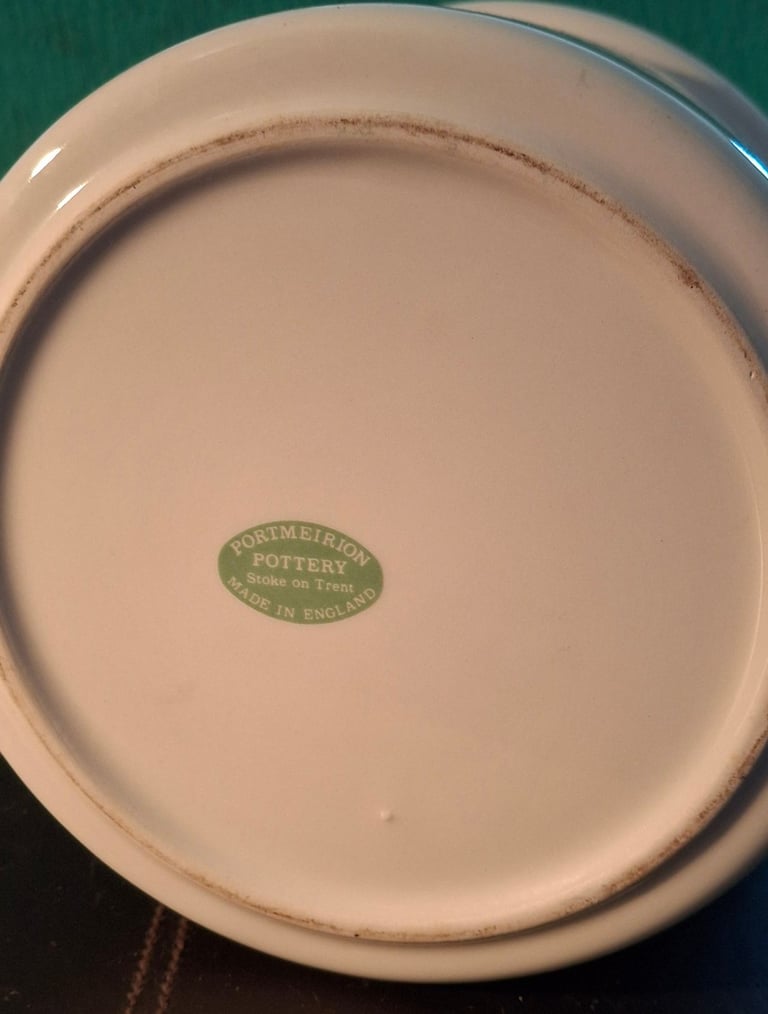 PORTMEIRION
POTTERY
Stoke on Trent
MADE IN ENGLAND